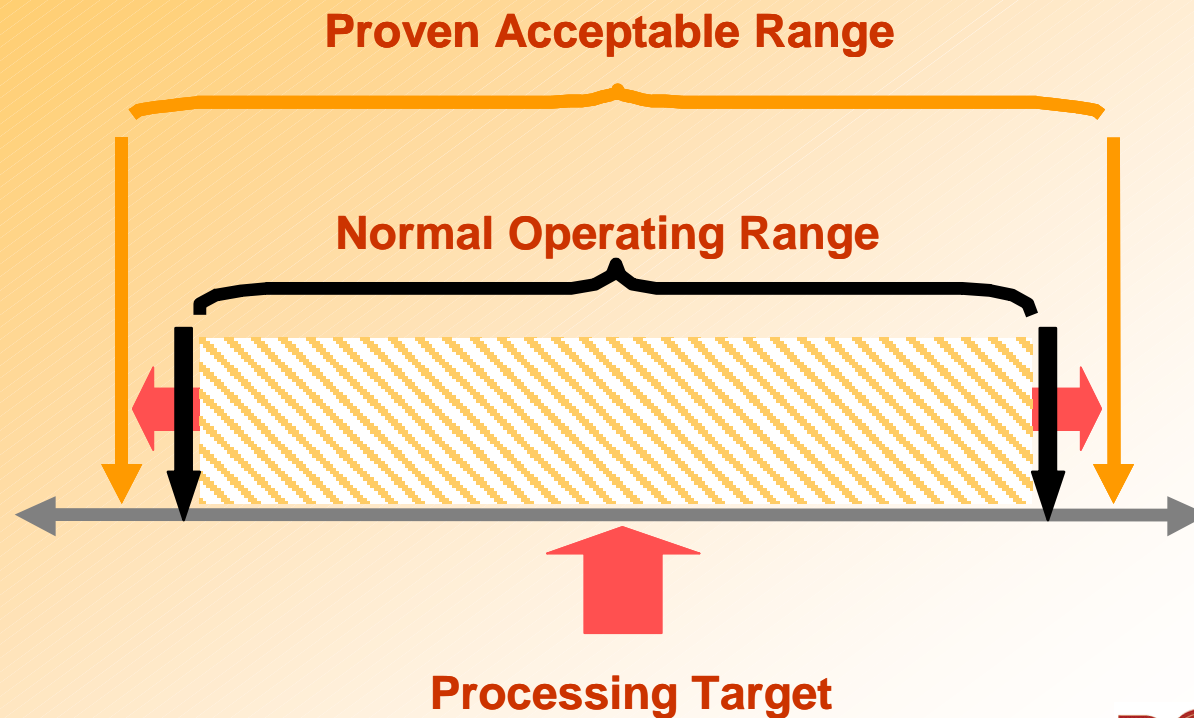 Proven Acceptable Range
Normal Operating Range
Processing Target